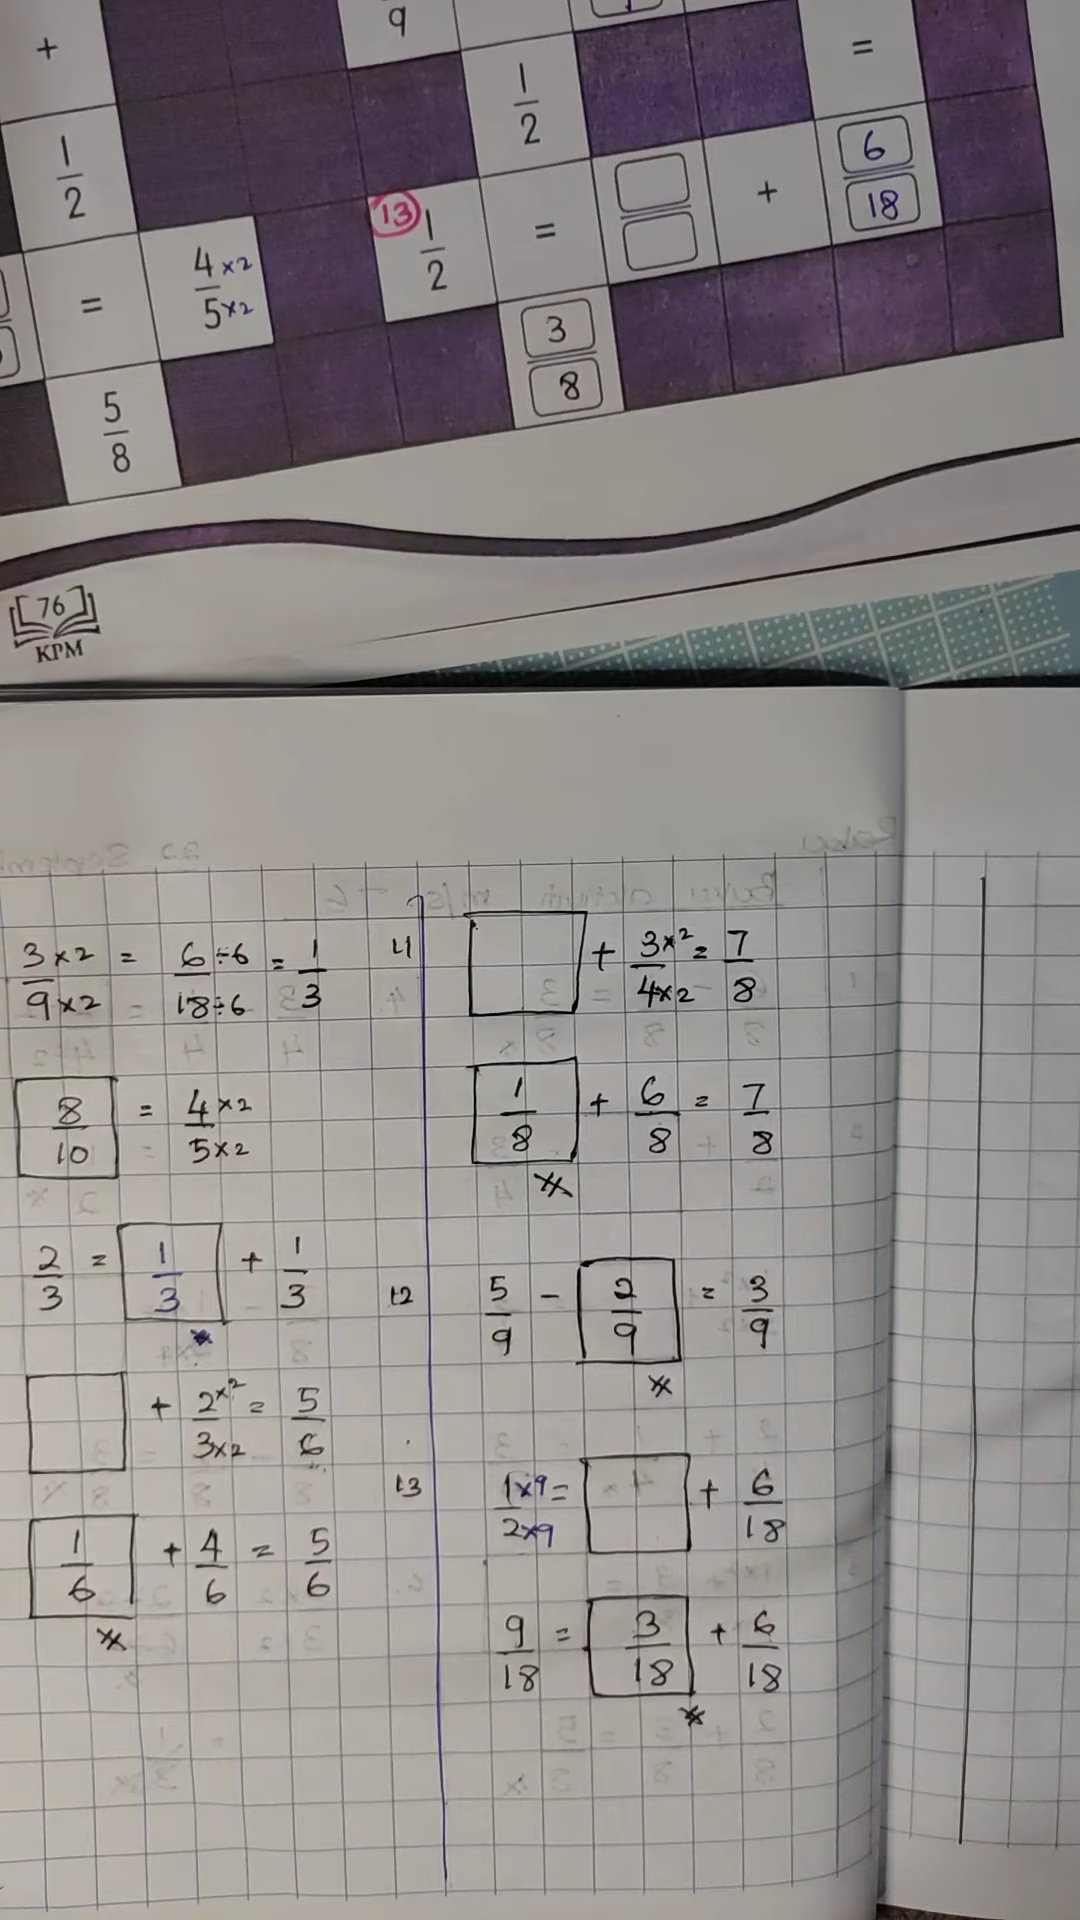 +
9
=
1
2
1
2
6
18
13
1
2
=
+
=
4 ×2
5 ×2
3
8
5
8
76
KPM
3 ×2 = 6 ÷6 = 1
9 ×2 18 ÷6 3
8 = 4 ×2
10 5 ×2
2 = 1 + 1
3 3 3
*
+ 2 ×2 = 5
3 ×2 6
1 + 4 = 5
6 6 6
11
+ 3 ×2 = 7
4 ×2 8
1 + 6 = 7
8 8 8
12
5 - 2 = 3
9 9 9
13
1 ×9 = + 6
2 ×9 18
9 = 3 + 6
18 18 18